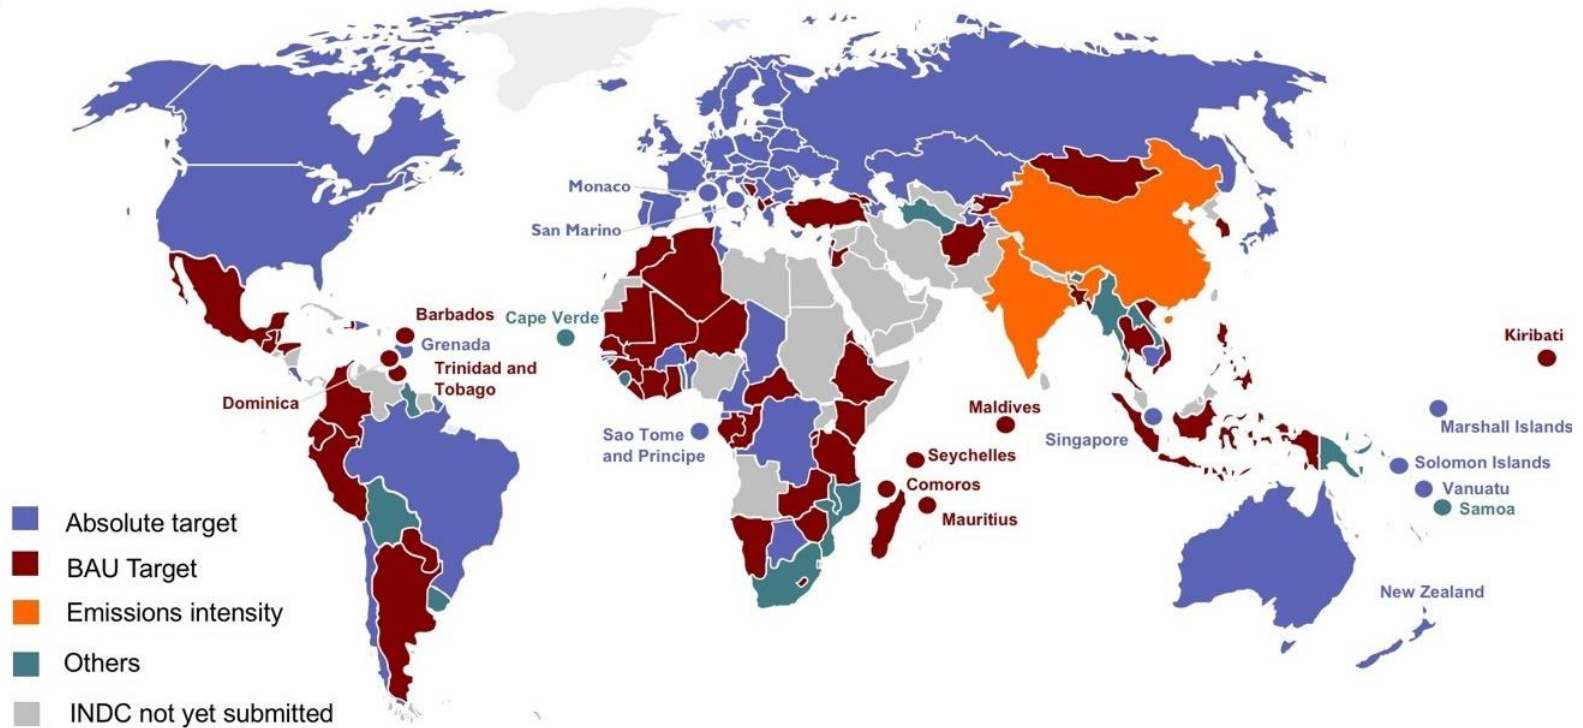 Monaco
San Marino
Barbados
Cape Verde
Grenada
Trinidad and
Tobago
Dominica
Kiribati
Maldives
Sao Tome
and Principe
Singapore
Marshall Islands
Seychelles
Solomon Islands
Comoros
Vanuatu
Samoa
Mauritius
New Zealand
Absolute target
BAU Target
Emissions intensity
Others
INDC not yet submitted